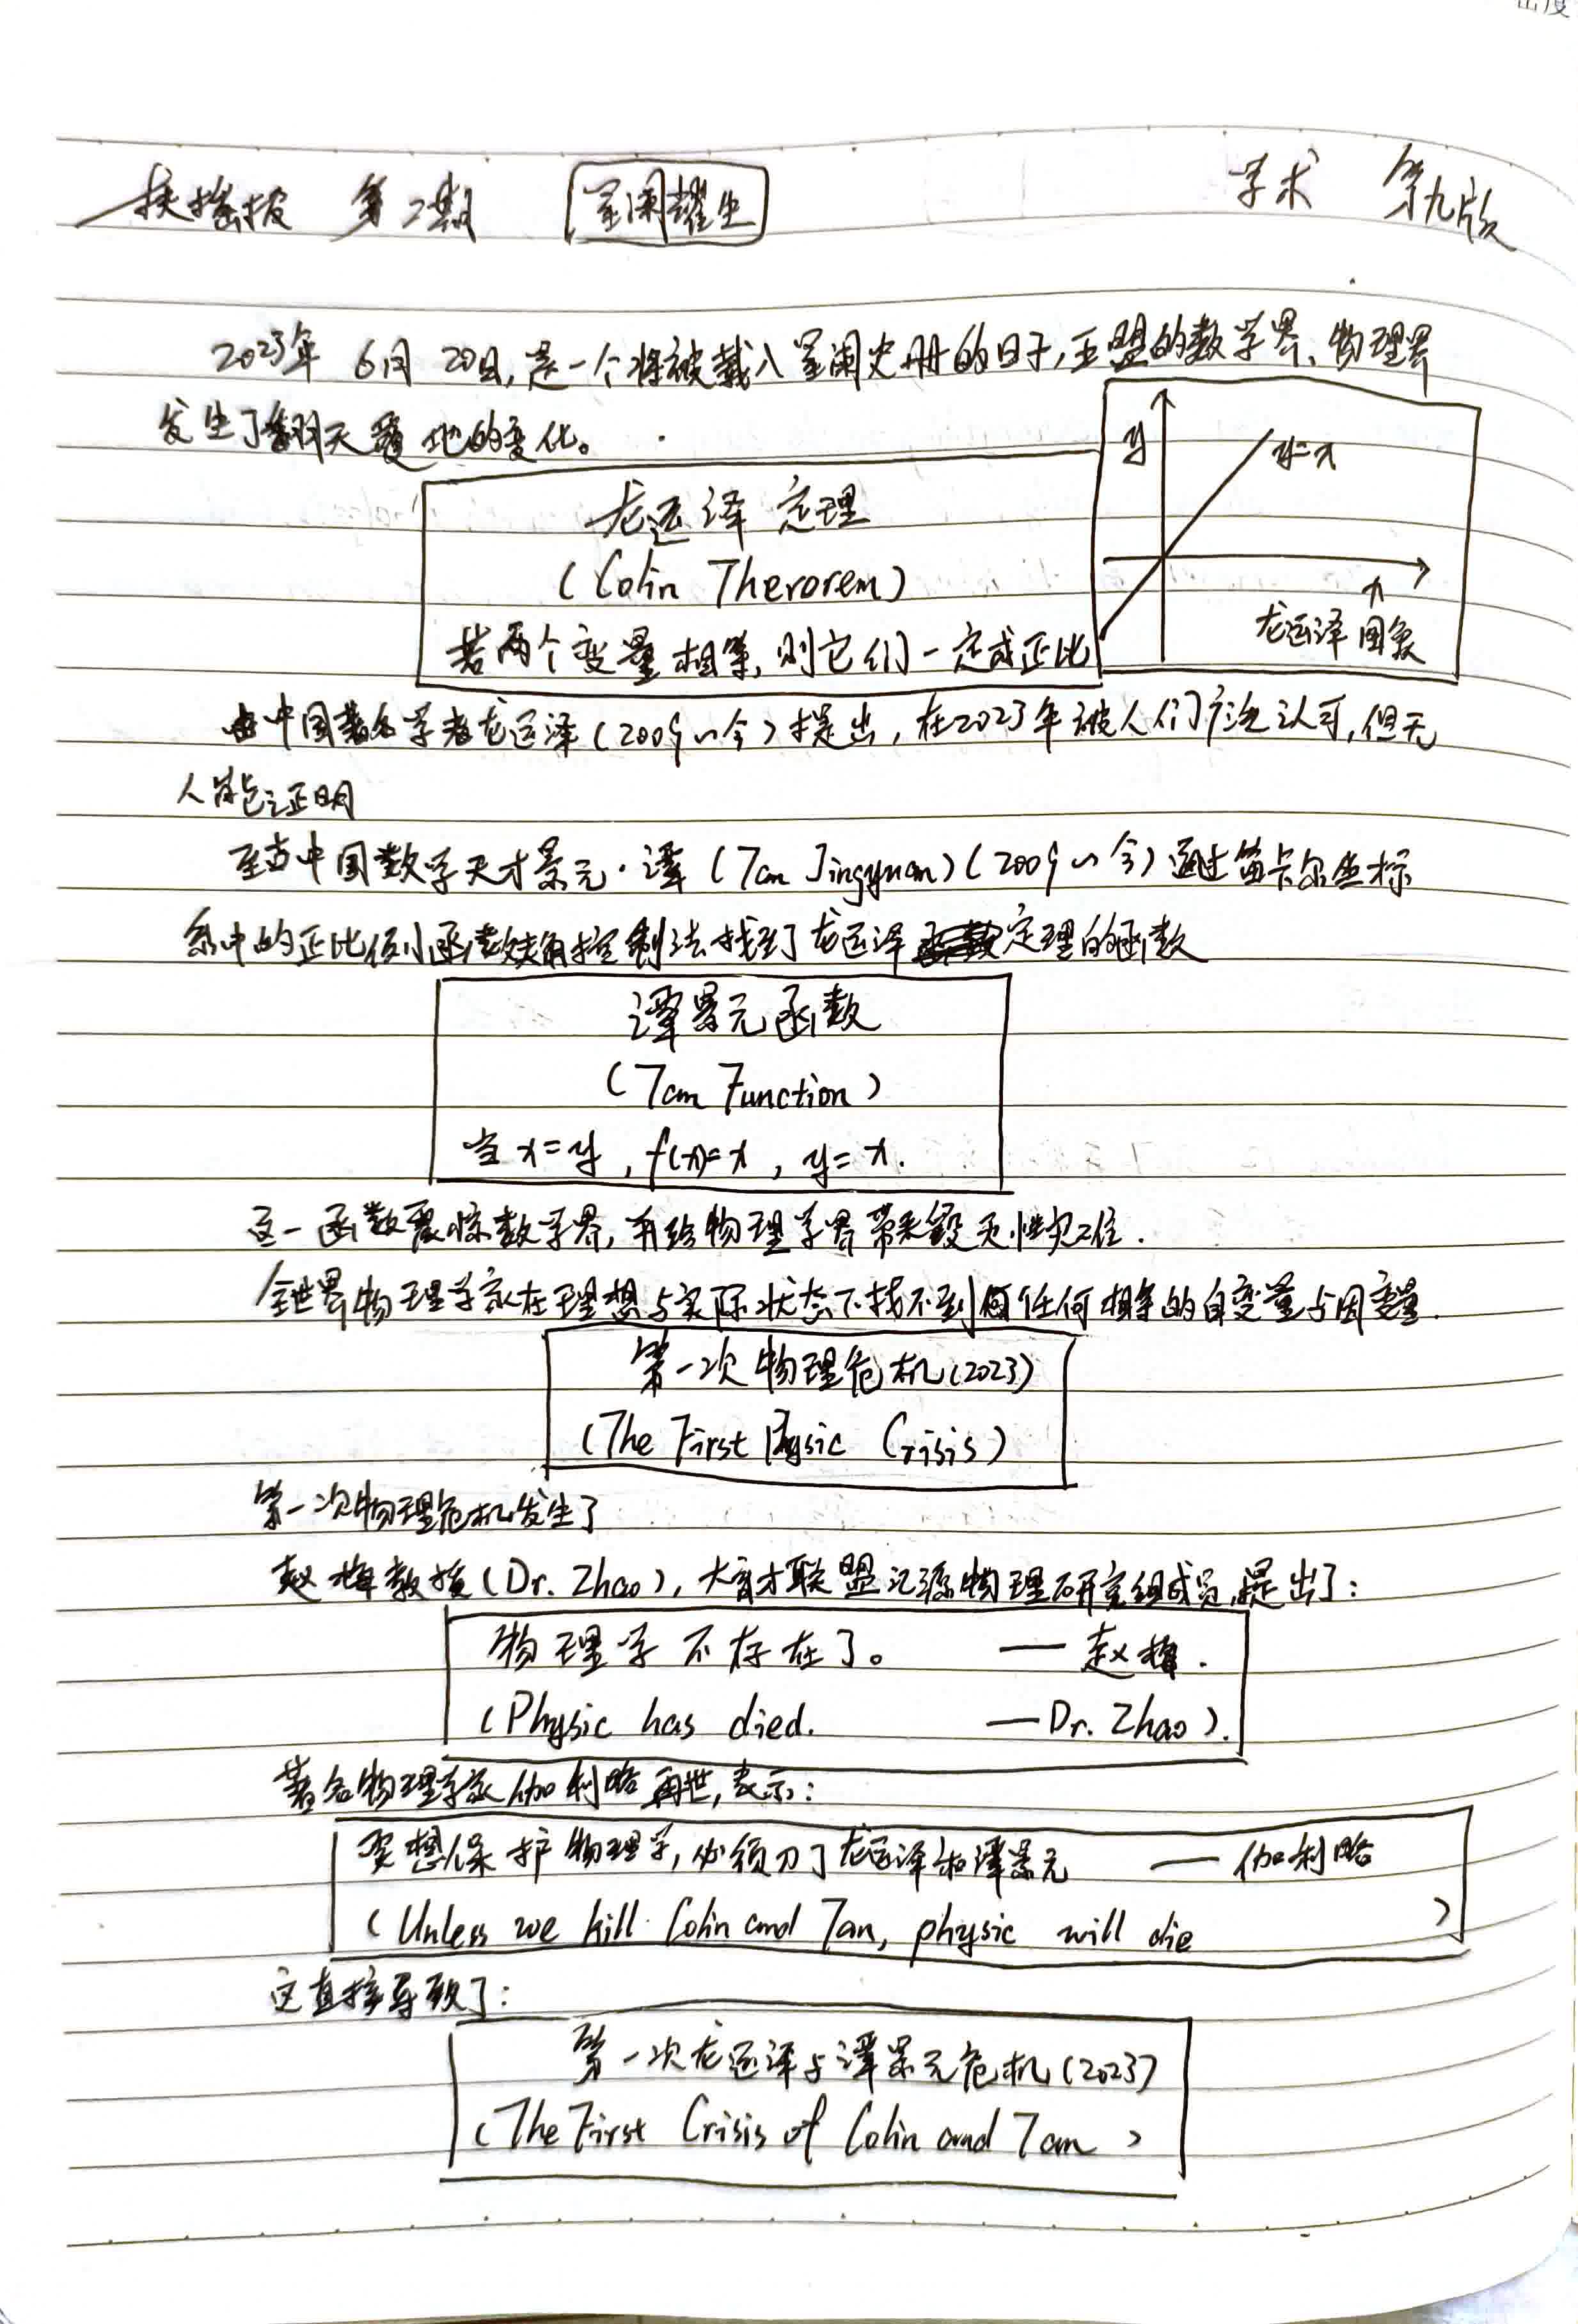 扶摇报 第2期 星阑耀生 学术 第九版
2023年 6月 20日,是一个将被载入星阑史册的日子,王盟的数学界、物理界
发生了翻天覆地的变化。
y
y=x
x
龙运泽图象
龙运泽 定理
(Colin Therorem)
若两个变量相等,则它们一定成正比
由中国著名学者龙运泽(2009~今)提出,在2023年被人们广泛认可,但无
人能证明
至当中国数学天才景元·谭(Tan Jingyuan)(2009~今)通过笛卡尔坐标
系中的正比例函数控制法找到了龙运泽定理的函数
谭景元函数
(Tan Function)
当x=y,f(x)=x,y=x.
这一函数震惊数学界,并给物理学界带来毁灭性灾难.
全世界物理学家在理想与实际状态下找不到任何相等的自变量与因变量.
第一次物理危机(2023)
(The First Physic Crisis)
第一次物理危机发生了
赵梅教授(Dr. Zhao),大育才联盟物理研究组成员,提出了:
物理学不存在了。 ——赵梅.
(Physic has died. —Dr. Zhao).
著名物理学家伽利略再世,表示:
要想保护物理学,必须刀了龙运泽和谭景元 ——伽利略
(Unless we kill Colin and Tan, physic will die )
这直接导致了:
第一次龙运泽与谭景元危机(2023)
(The First Crisis of Colin and Tan)